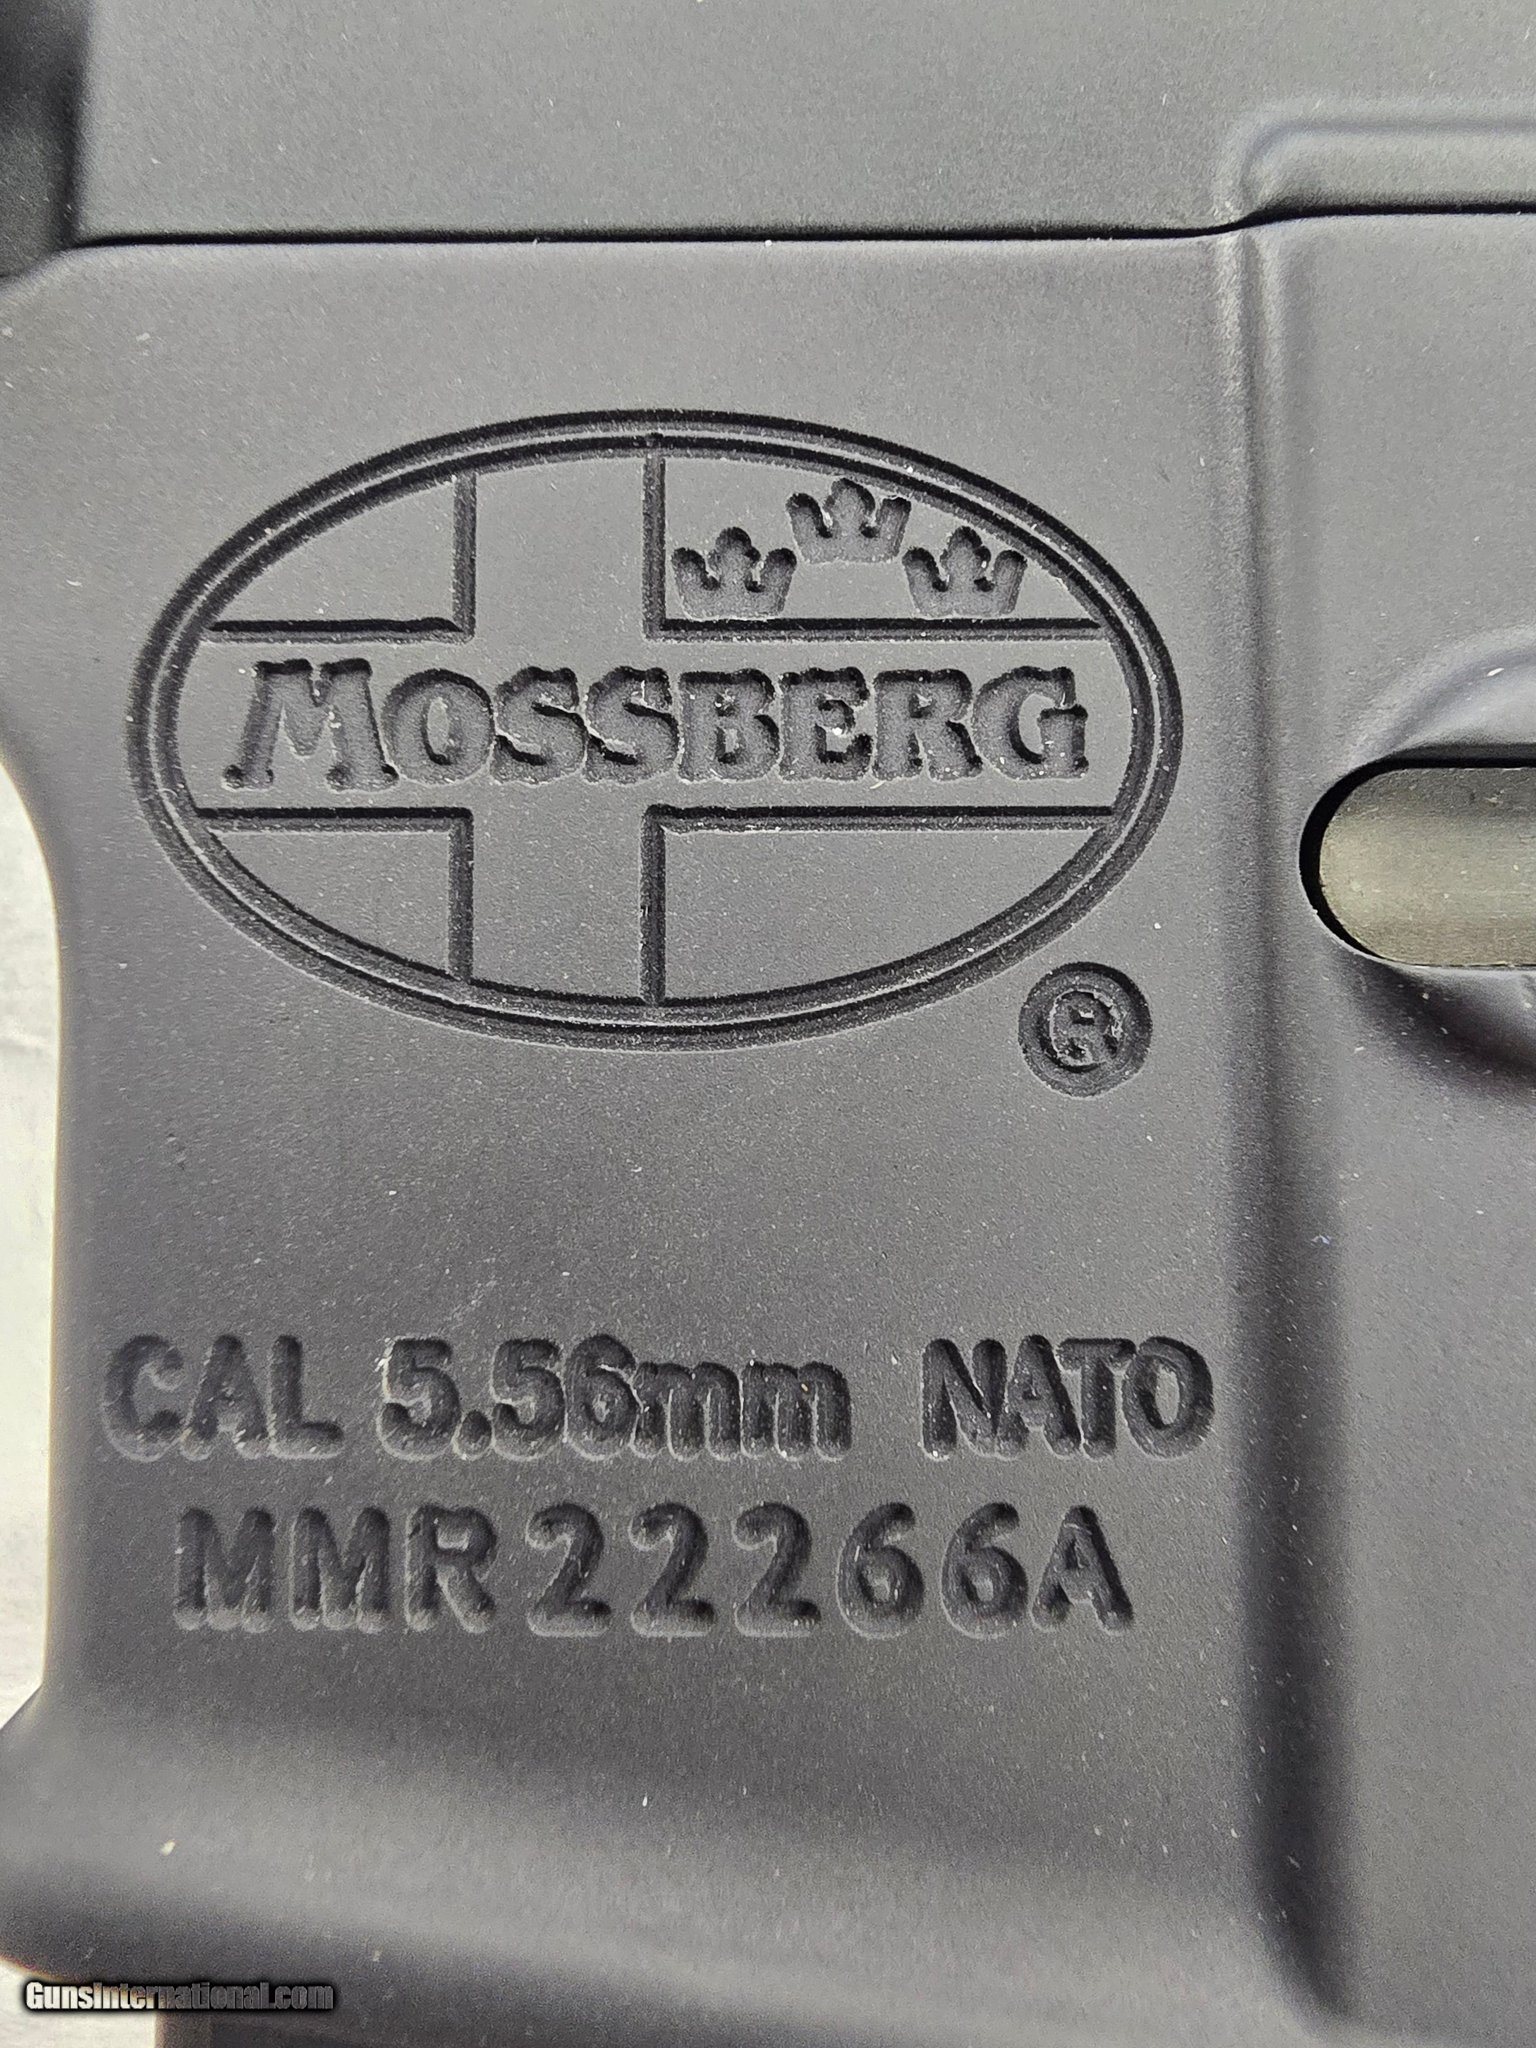 MOSSBERG
®
CAL 5.56mm NATO
MMR22266A
GunsInternational.com